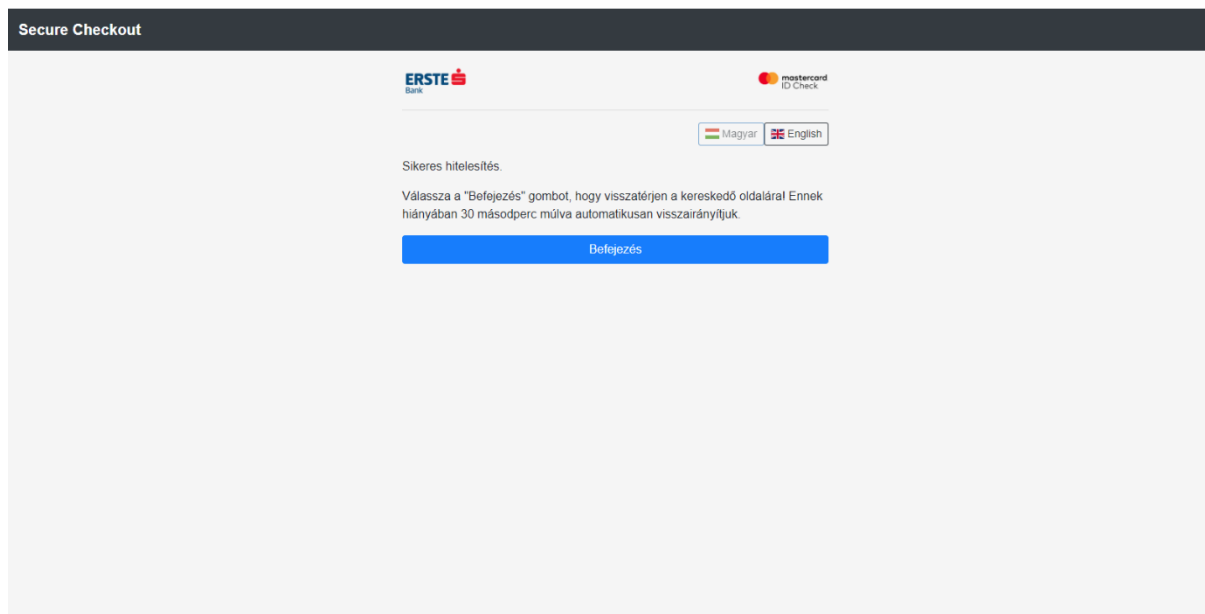 Secure Checkout
ERSTE
Bank
mastercard
ID Check
Magyar English
Sikeres hitelesítés.
Válassza a "Befejezés" gombot, hogy visszatérjen a kereskedő oldalára! Ennek
hiányában 30 másodperc múlva automatikusan visszairányítjuk.
Befejezés